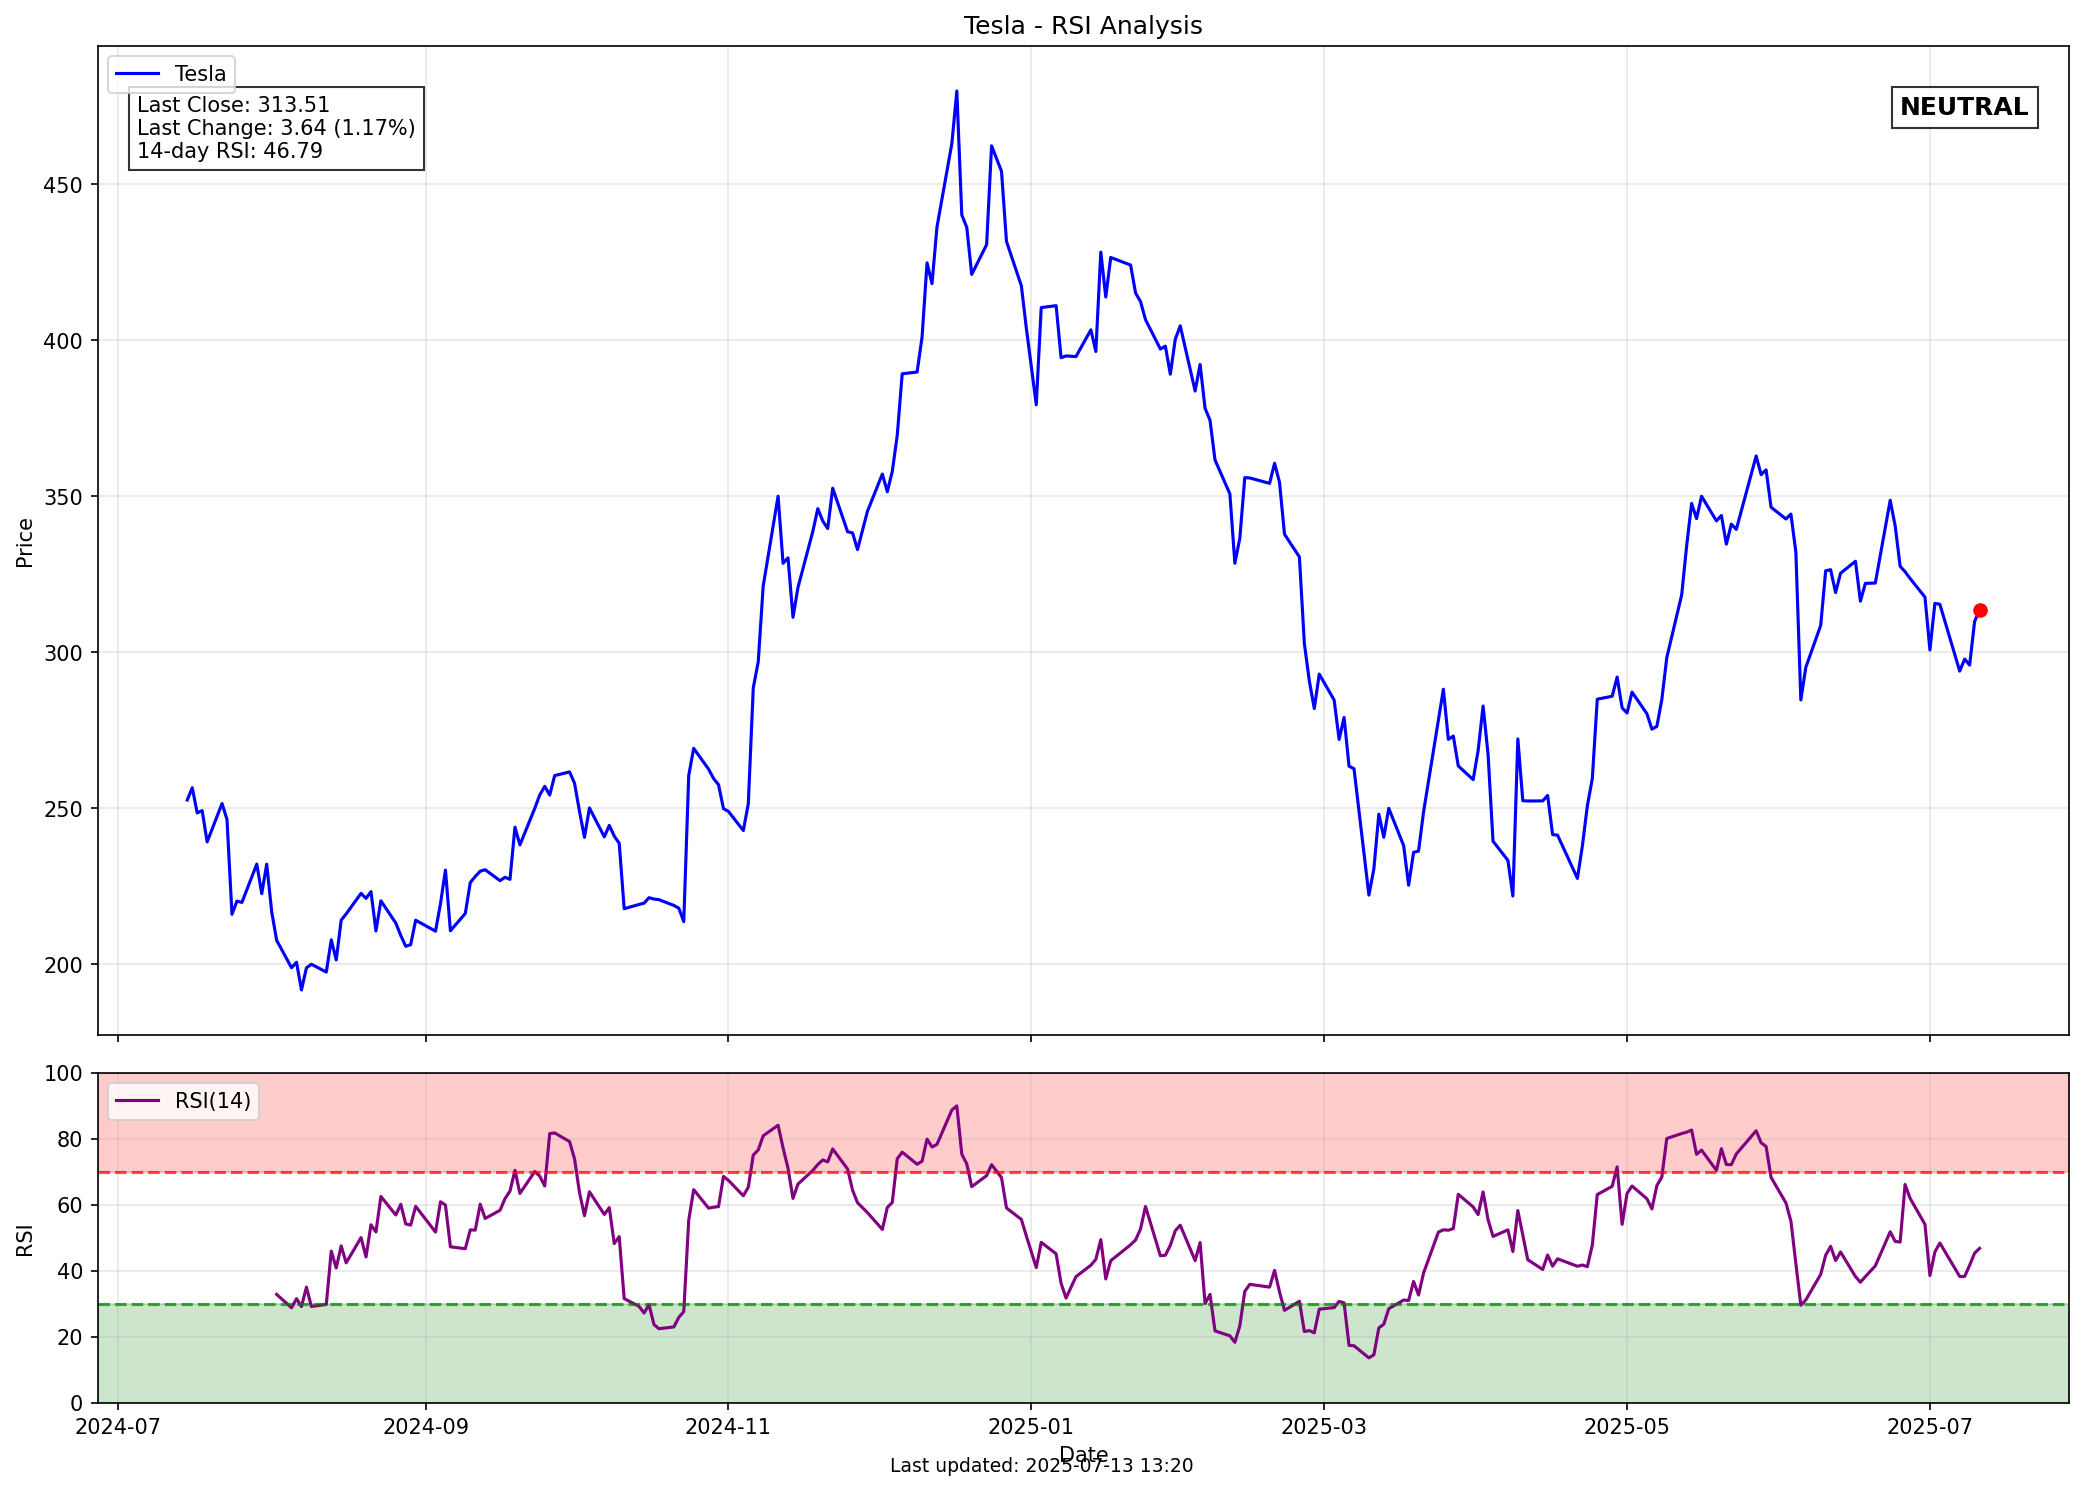 Tesla - RSI Analysis
Tesla
Last Close: 313.51
Last Change: 3.64 (1.17%)
14-day RSI: 46.79
NEUTRAL
450
400
350
300
250
200
Price
100
80
60
40
20
0
RSI
RSI(14)
2024-07
2024-09
2024-11
2025-01
2025-03
2025-05
2025-07
Date
Last updated: 2025-07-13 13:20